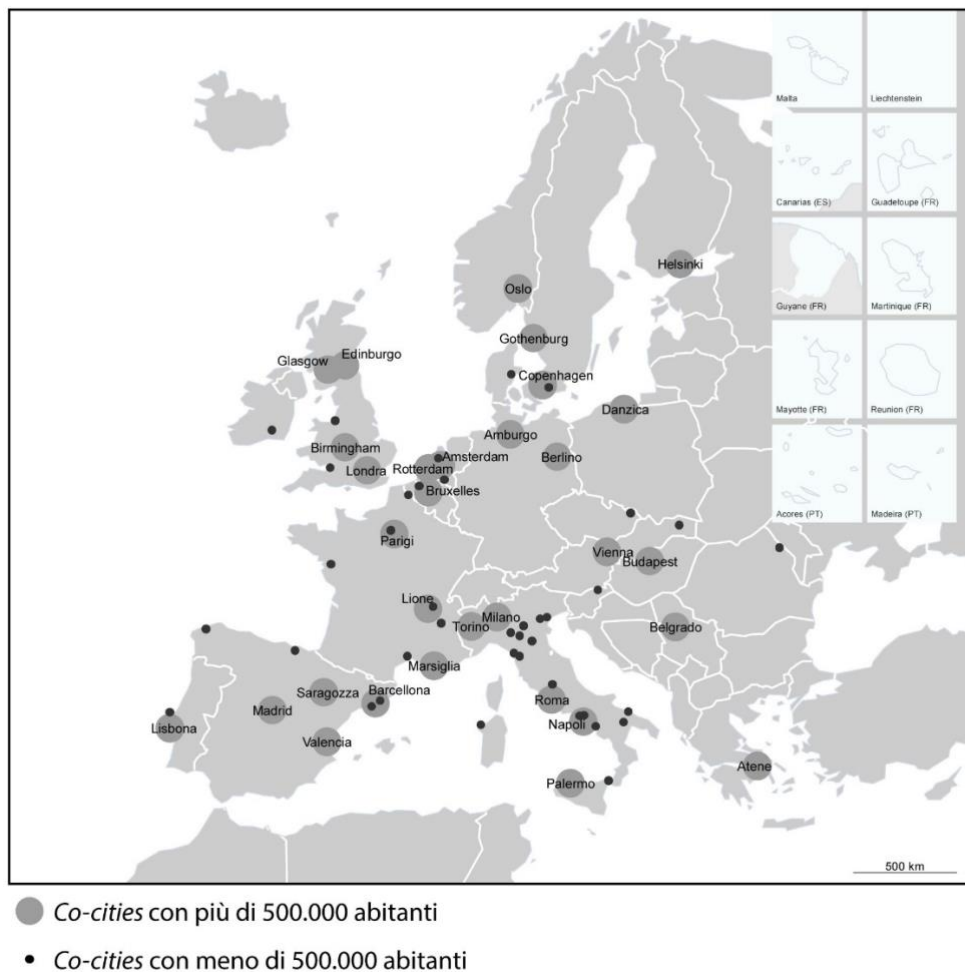 Malta
Liechtenstein
Canarias (ES)
Guadeloupe (FR)
Guyane (FR)
Martinique (FR)
Mayotte (FR)
Reunion (FR)
Acores (PT)
Madeira (PT)
Helsinki
Oslo
Gothenburg
Glasgow
Edinburgo
Copenhagen
Danzica
Amburgo
Birmingham
Amsterdam
Berlino
Londra
Rotterdam
Bruxelles
Parigi
Vienna
Budapest
Lione
Milano
Torino
Belgrado
Marsiglia
Saragozza
Barcellona
Madrid
Roma
Lisbona
Napoli
Valencia
Atene
Palermo
500 km
Co-cities con più di 500.000 abitanti
Co-cities con meno di 500.000 abitanti